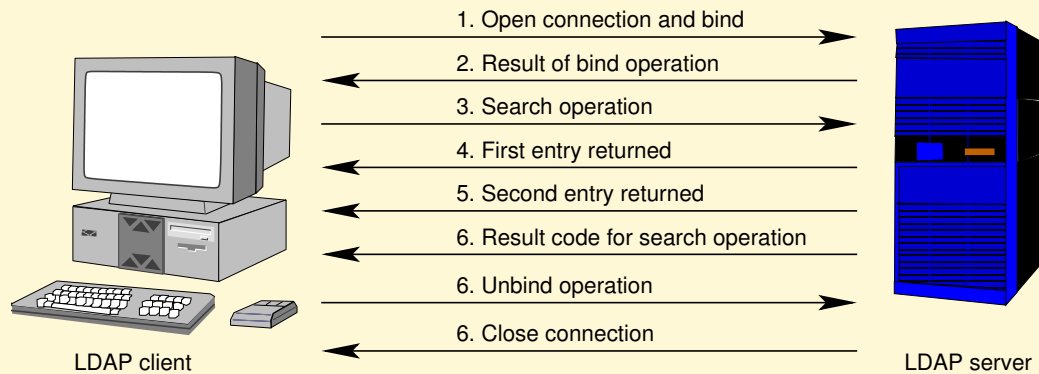 1. Open connection and bind
2. Result of bind operation
3. Search operation
4. First entry returned
5. Second entry returned
6. Result code for search operation
6. Unbind operation
6. Close connection
LDAP client
LDAP server